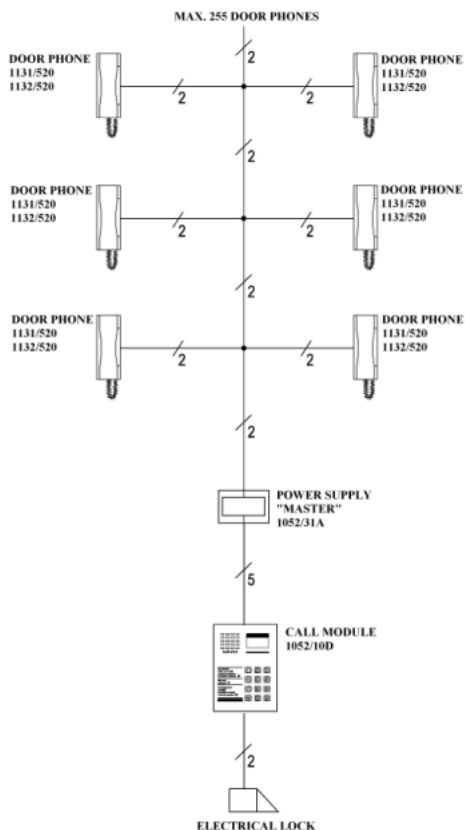 MAX. 255 DOOR PHONES
2
DOOR PHONE
1131/520
1132/520
2
2
DOOR PHONE
1131/520
1132/520
2
DOOR PHONE
1131/520
1132/520
2
2
DOOR PHONE
1131/520
1132/520
2
DOOR PHONE
1131/520
1132/520
2
2
DOOR PHONE
1131/520
1132/520
2
POWER SUPPLY
"MASTER"
1052/31A
5
CALL MODULE
1052/10D
2
ELECTRICAL LOCK